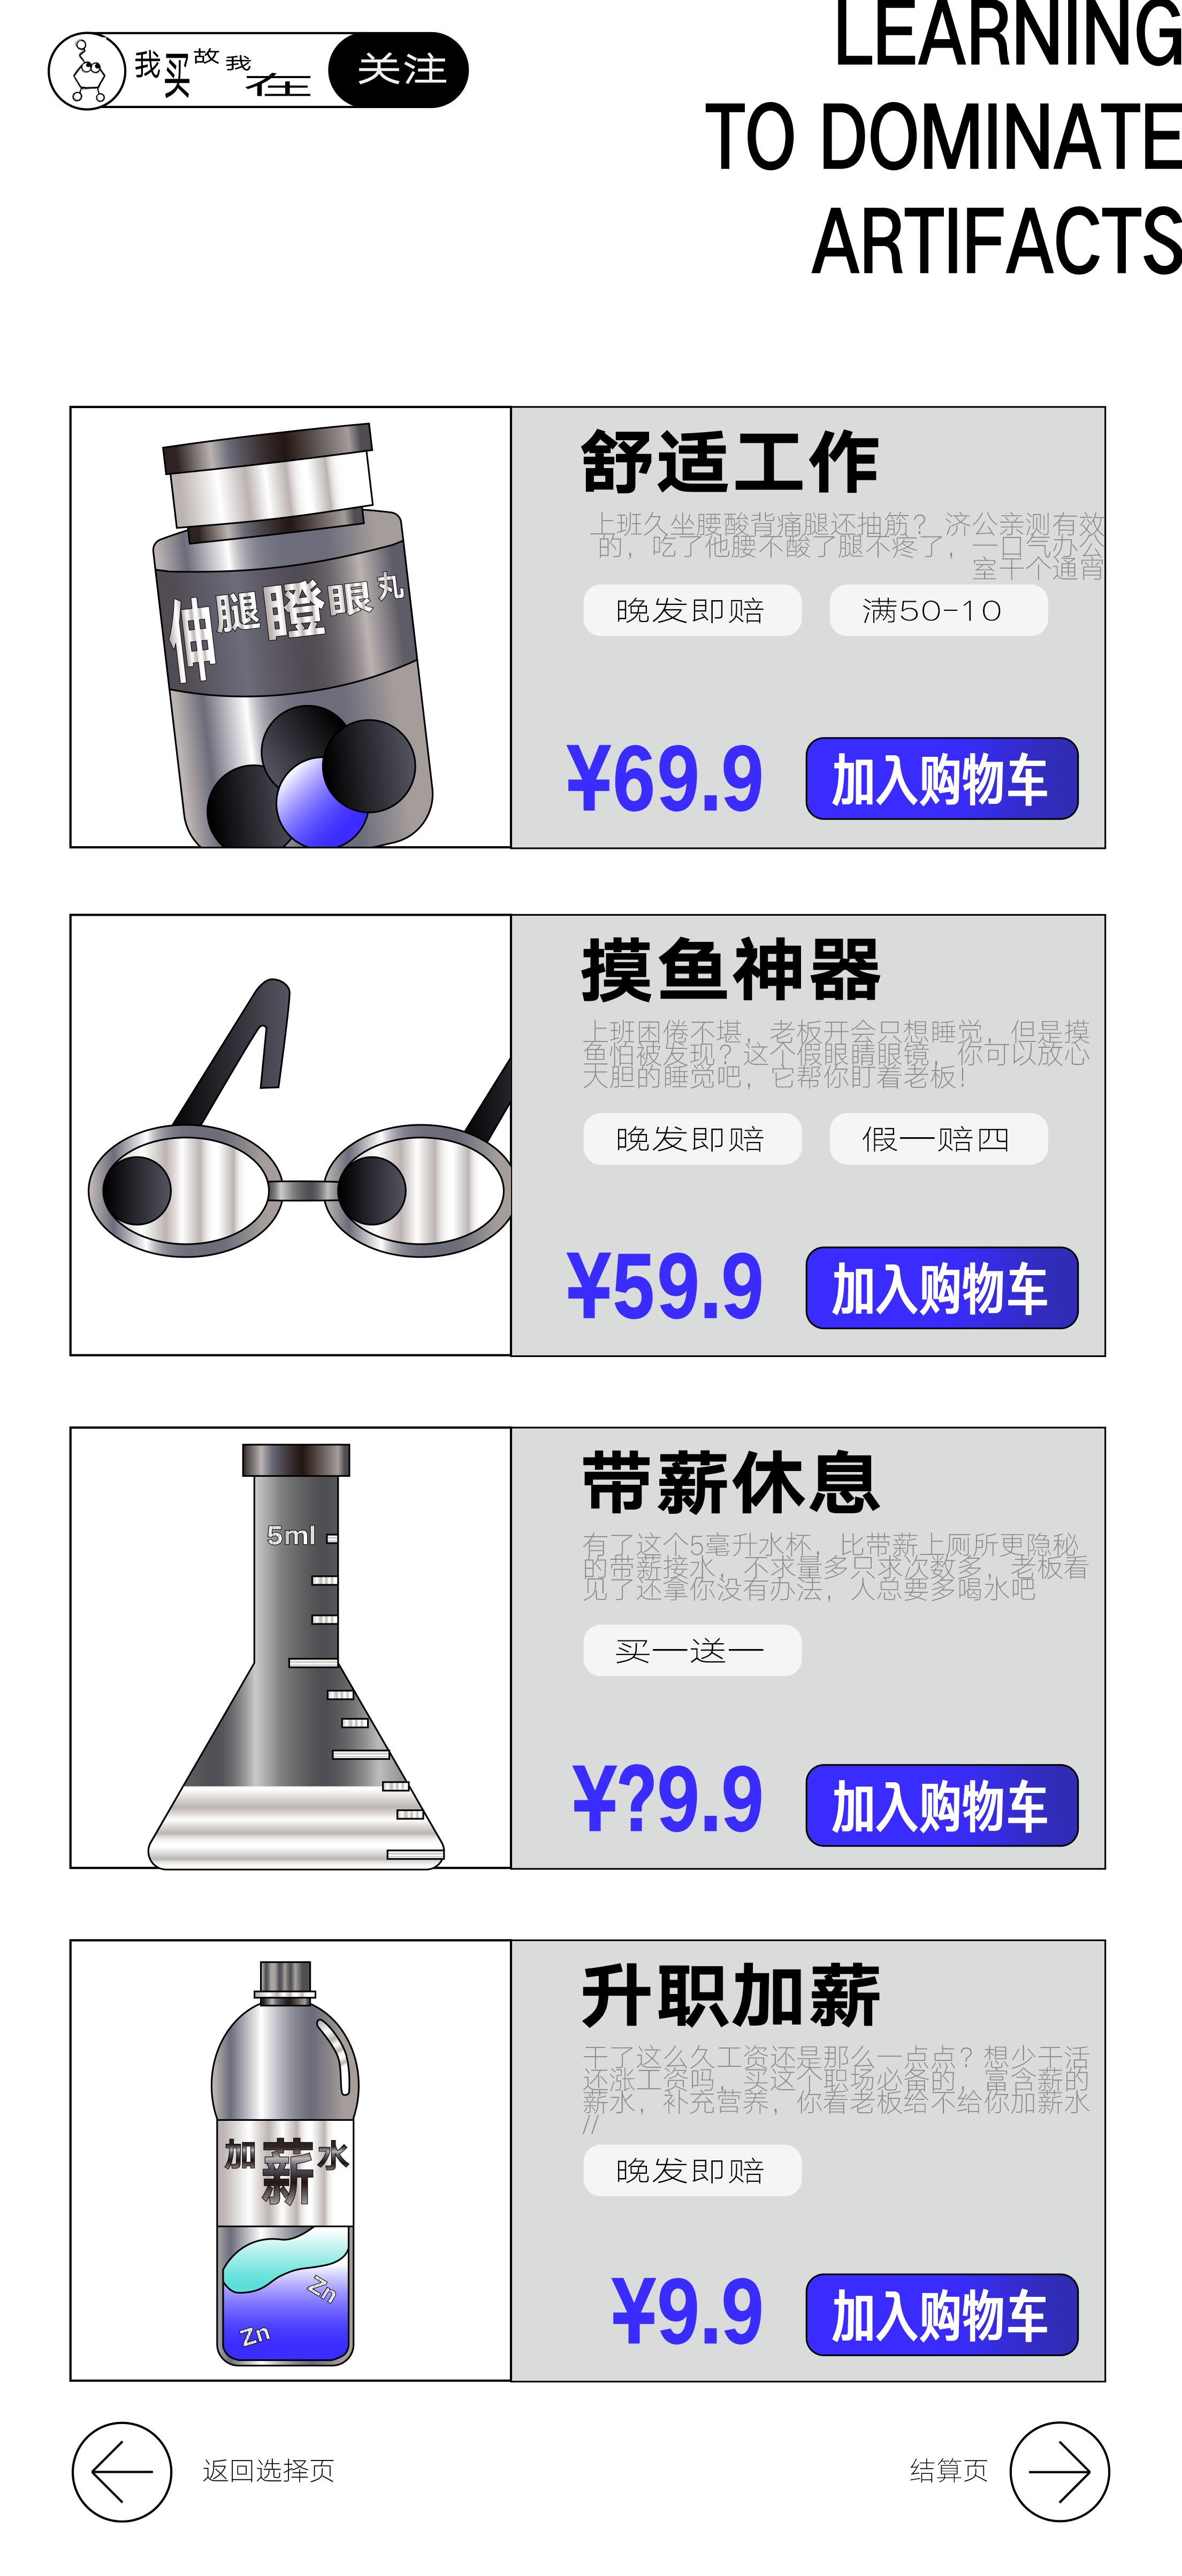 我买故我在
关注
LEARNING
TO DOMINATE
ARTIFACTS
伸腿瞪眼丸
舒适工作
上班久坐腰酸背痛腿还抽筋？济公亲测有效
的，吃了他腰不酸了腿不疼了，一口气办公
室干个通宵
晚发即赔
满50-10
¥69.9
加入购物车
摸鱼神器
上班困倦不堪，老板开会只想睡觉，但是摸
鱼怕被发现？这个假眼睛眼镜，你可以放心
大胆的睡觉吧，它帮你盯着老板！
晚发即赔
假一赔四
¥59.9
加入购物车
5ml
带薪休息
有了这个5毫升水杯，比带薪上厕所更隐秘
的带薪接水，不求量多只求次数多，老板看
见了还拿你没有办法，人总要多喝水吧
买一送一
¥?9.9
加入购物车
加薪水
Zn
Zn
升职加薪
干了这么久工资还是那么一点点？想少干活
还涨工资吗，买这个职场必备的，富含薪的
薪水，补充营养，你看老板给不给你加薪水
//
晚发即赔
¥9.9
加入购物车
返回选择页
结算页